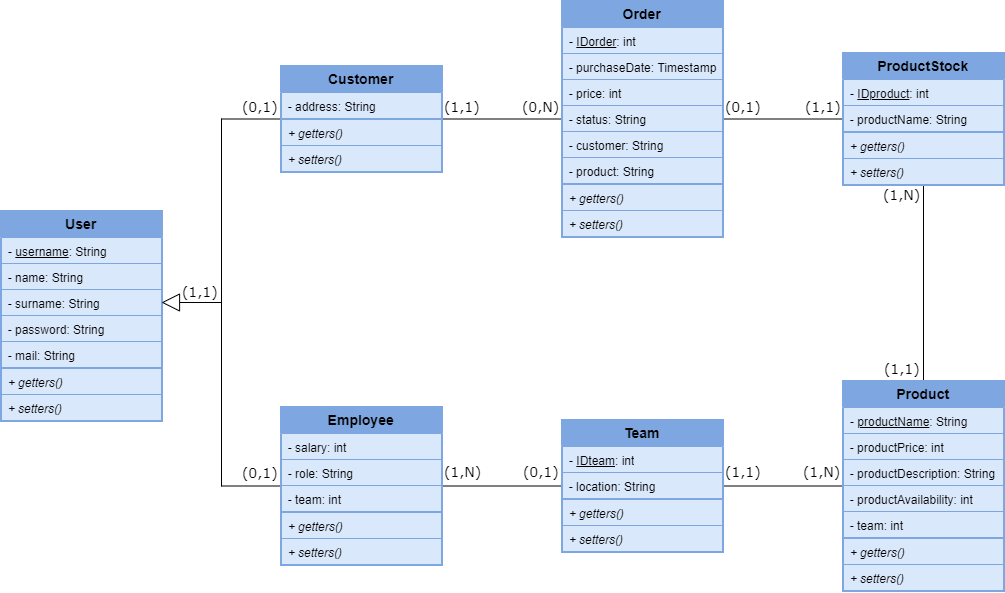 Order
- IDorder: int
- purchaseDate: Timestamp
- price: int
- status: String
- customer: String
- product: String
+ getters()
+ setters()
Customer
- address: String
+ getters()
+ setters()
(0,1)
(1,1)
(0,N)
(0,1)
(1,1)
ProductStock
- IDproduct: int
- productName: String
+ getters()
+ setters()
(1,N)
User
- username: String
- name: String
- surname: String
- password: String
- mail: String
+ getters()
+ setters()
(1,1)
(1,1)
Employee
- salary: int
- role: String
- team: int
+ getters()
+ setters()
(0,1)
(1,N)
(0,1)
Team
- IDteam: int
- location: String
+ getters()
+ setters()
(1,1)
(1,N)
Product
- productName: String
- productPrice: int
- productDescription: String
- productAvailability: int
- team: int
+ getters()
+ setters()